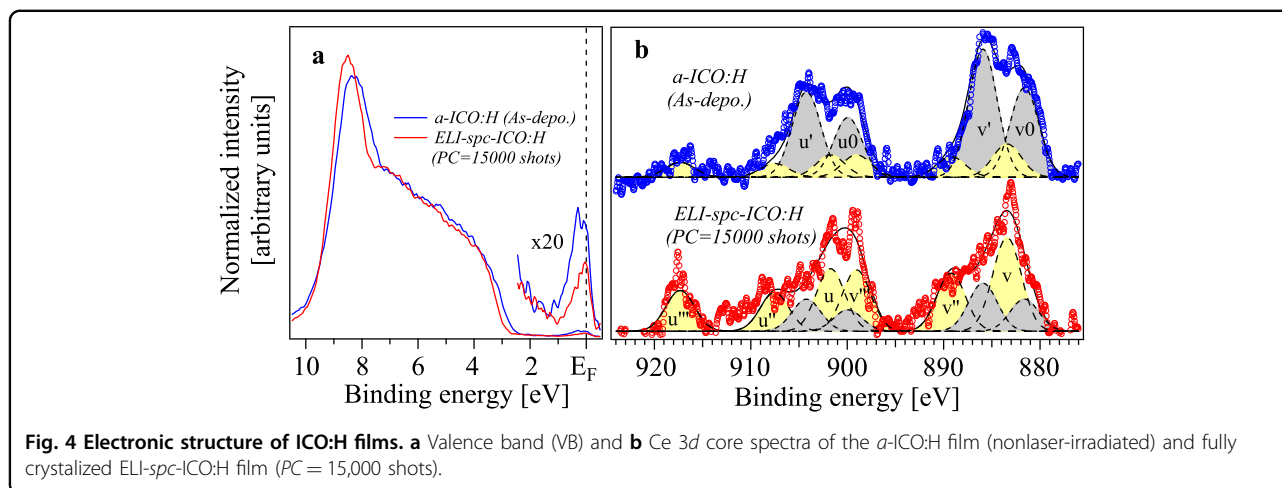 a
Normalized intensity
[arbitrary units]
a-ICO:H (As-depo.)
ELI-spc-ICO:H
(PC=15000 shots)
x20
10 8 6 4 2 E_F
Binding energy [eV]
b
a-ICO:H
(As-depo.)
u' u0 v' v0
ELI-spc-ICO:H
(PC=15000 shots)
u''' u'' u v''' v'' v
920 910 900 890 880
Binding energy [eV]
Fig. 4 Electronic structure of ICO:H films. a Valence band (VB) and b Ce 3d core spectra of the a-ICO:H film (nonlaser-irradiated) and fully
crystalized ELI-spc-ICO:H film (PC = 15,000 shots).